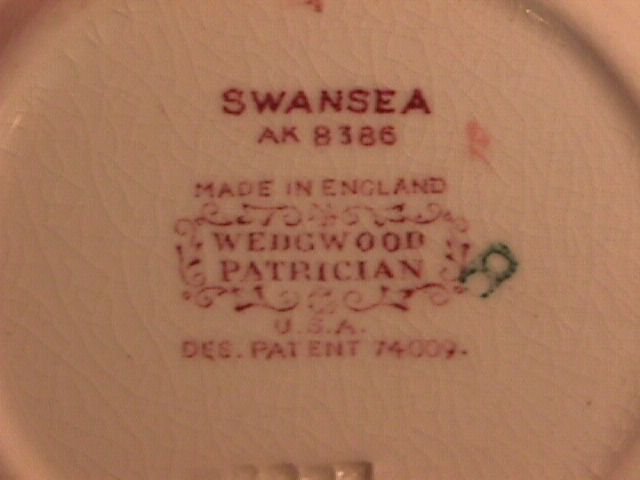 SWANSEA
AK 8386
MADE IN ENGLAND
WEDGWOOD
PATRICIAN
U.S.A.
DES. PATENT 74009.